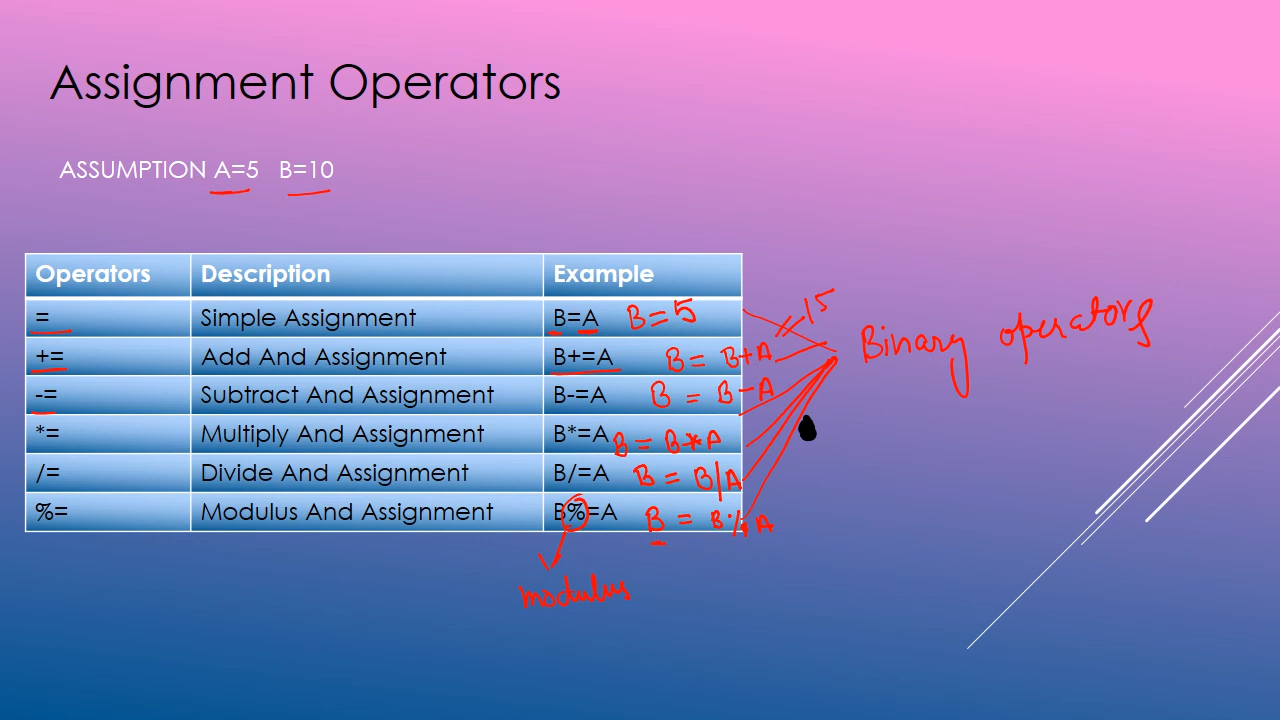 Assignment Operators
ASSUMPTION A=5 B=10
Operators Description Example
= Simple Assignment B=A B=5
+= Add And Assignment B+=A B = B+A 15
-= Subtract And Assignment B-=A B = B-A
*= Multiply And Assignment B*=A B = B*A
/= Divide And Assignment B/=A B = B/A
%= Modulus And Assignment B%=A B = B%A
Binary operators
modulus